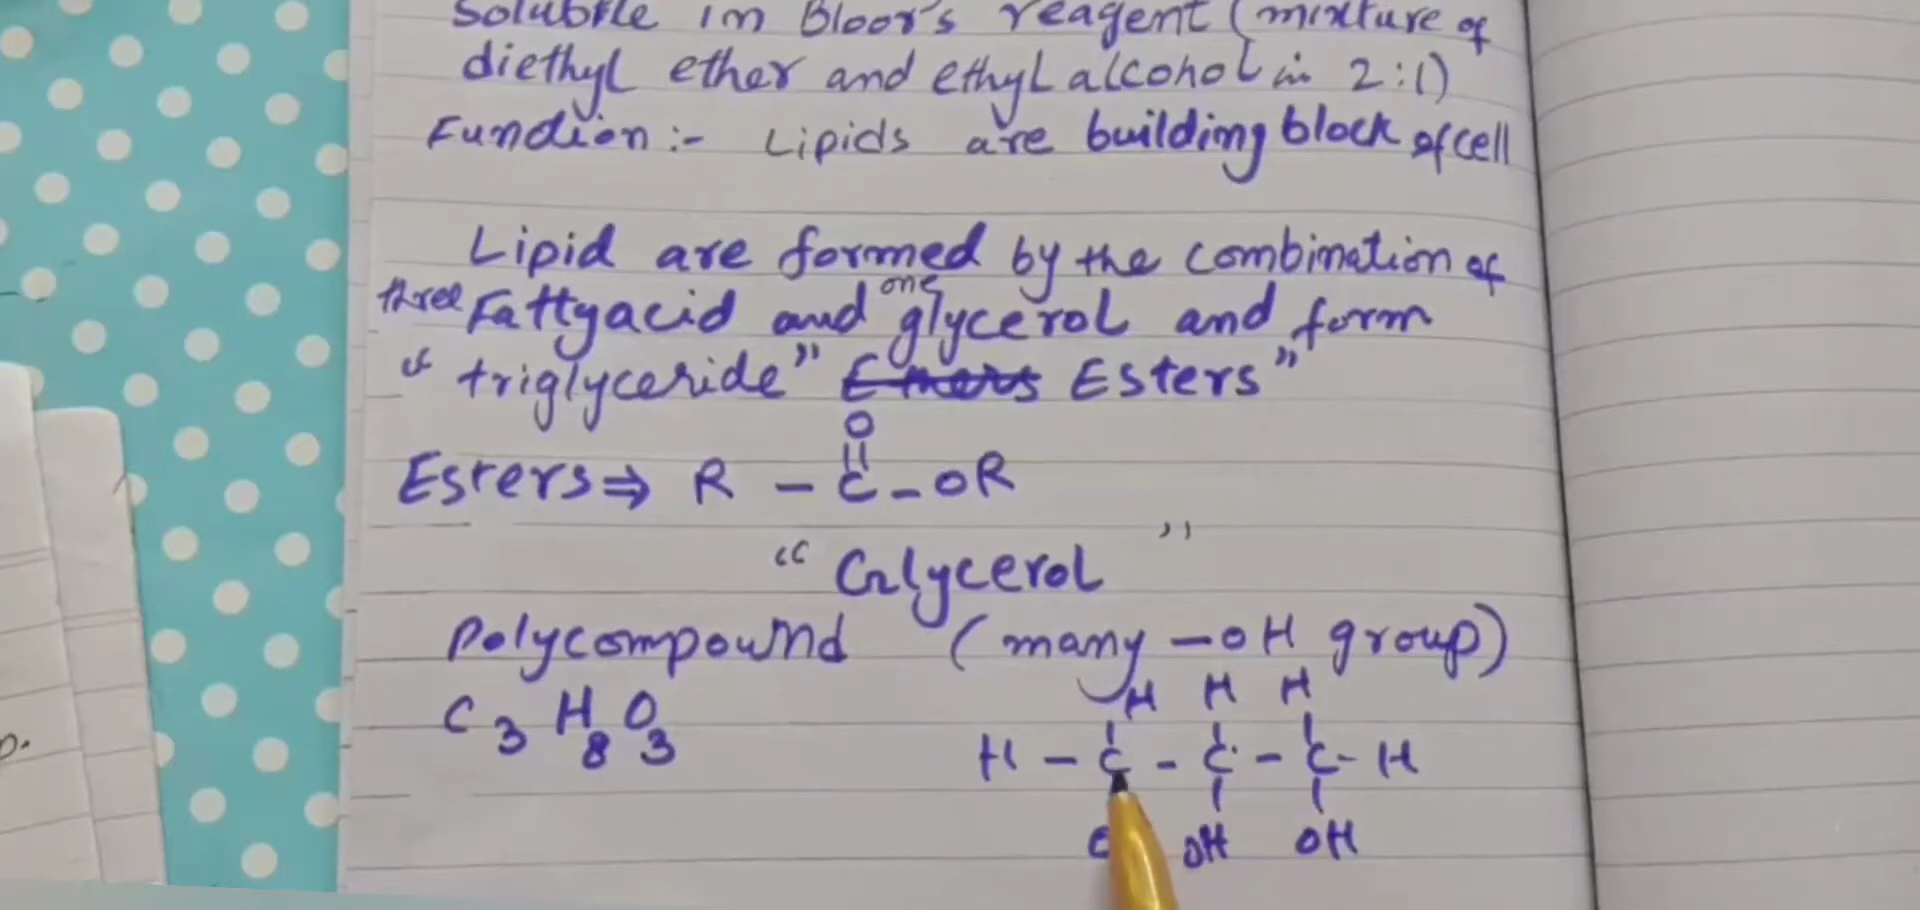 Soluble in Bloor's reagent (mixture of
diethyl ether and ethyl alcohol in 2:1)
Function :- Lipids are building block of cell
Lipid are formed by the combination of
three Fattyacid and one glycerol and form
"triglyceride" Esters"
O
||
Esters ⇒ R - C - OR
"Glycerol"
Polycompound (many -OH group)
C3H8O3
H H H
H - C - C - C - H
OH OH